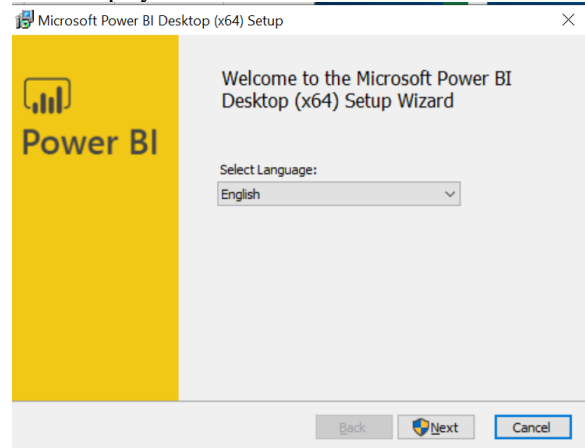 Microsoft Power BI Desktop (x64) Setup
Welcome to the Microsoft Power BI
Desktop (x64) Setup Wizard
Power BI
Select Language:
English
Back
Next
Cancel